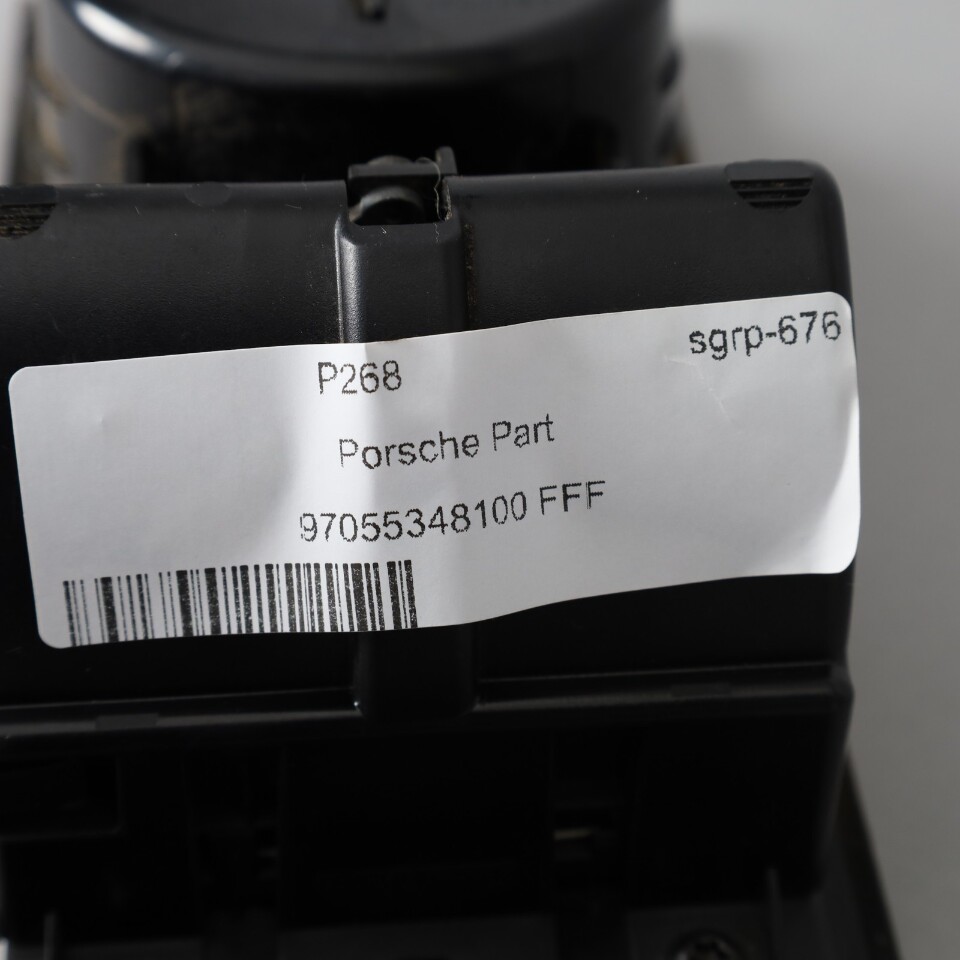 sgrp-676
P268
Porsche Part
97055348100 FFF